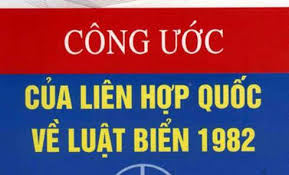 CÔNG ƯỚC
CỦA LIÊN HỢP QUỐC
VỀ LUẬT BIỂN 1982